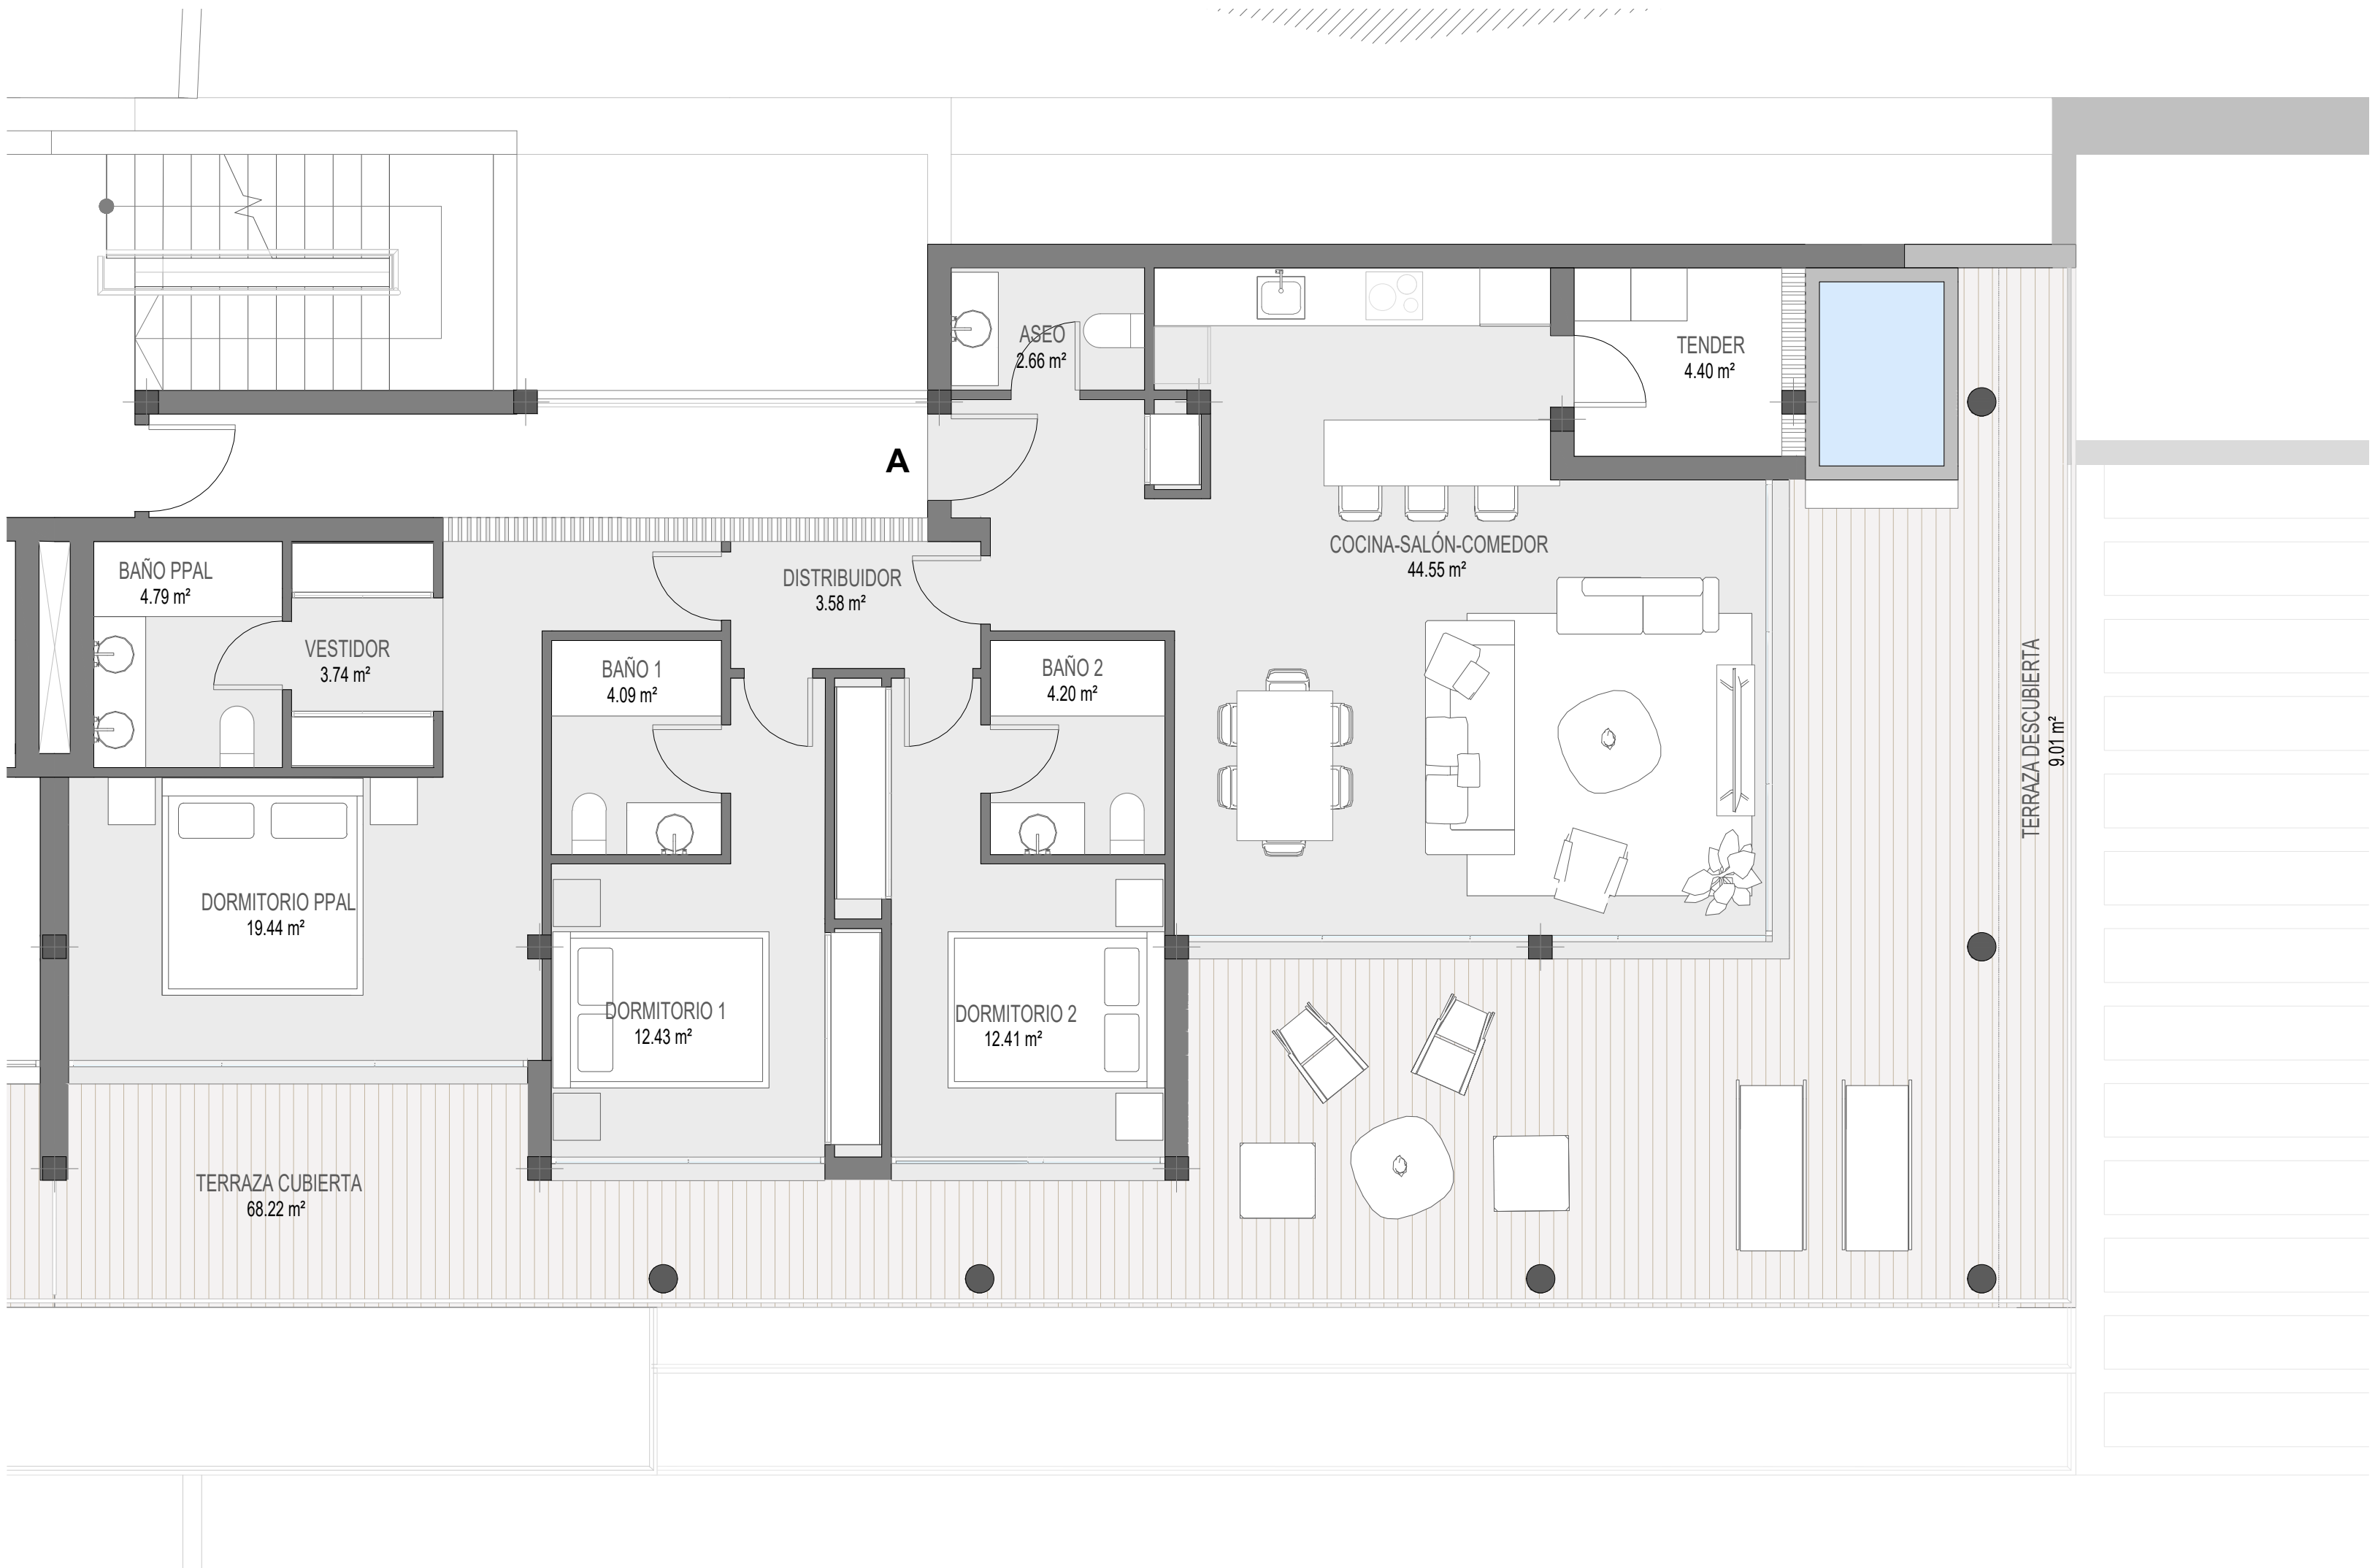 ASEO
2.66 m²
TENDER
4.40 m²
A
COCINA-SALÓN-COMEDOR
44.55 m²
BAÑO PPAL
4.79 m²
DISTRIBUIDOR
3.58 m²
VESTIDOR
3.74 m²
BAÑO 1
4.09 m²
BAÑO 2
4.20 m²
TERRAZA DESCUBIERTA
9.01 m²
DORMITORIO PPAL
19.44 m²
DORMITORIO 1
12.43 m²
DORMITORIO 2
12.41 m²
TERRAZA CUBIERTA
68.22 m²